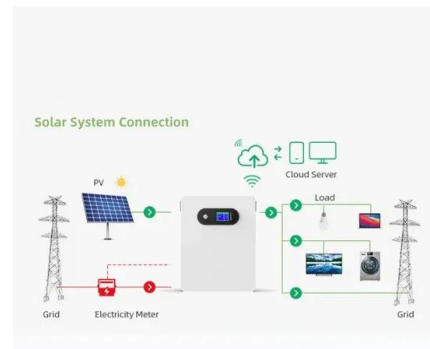 Solar System Connection
Cloud Server
PV
Load
Grid
Electricity Meter
Grid